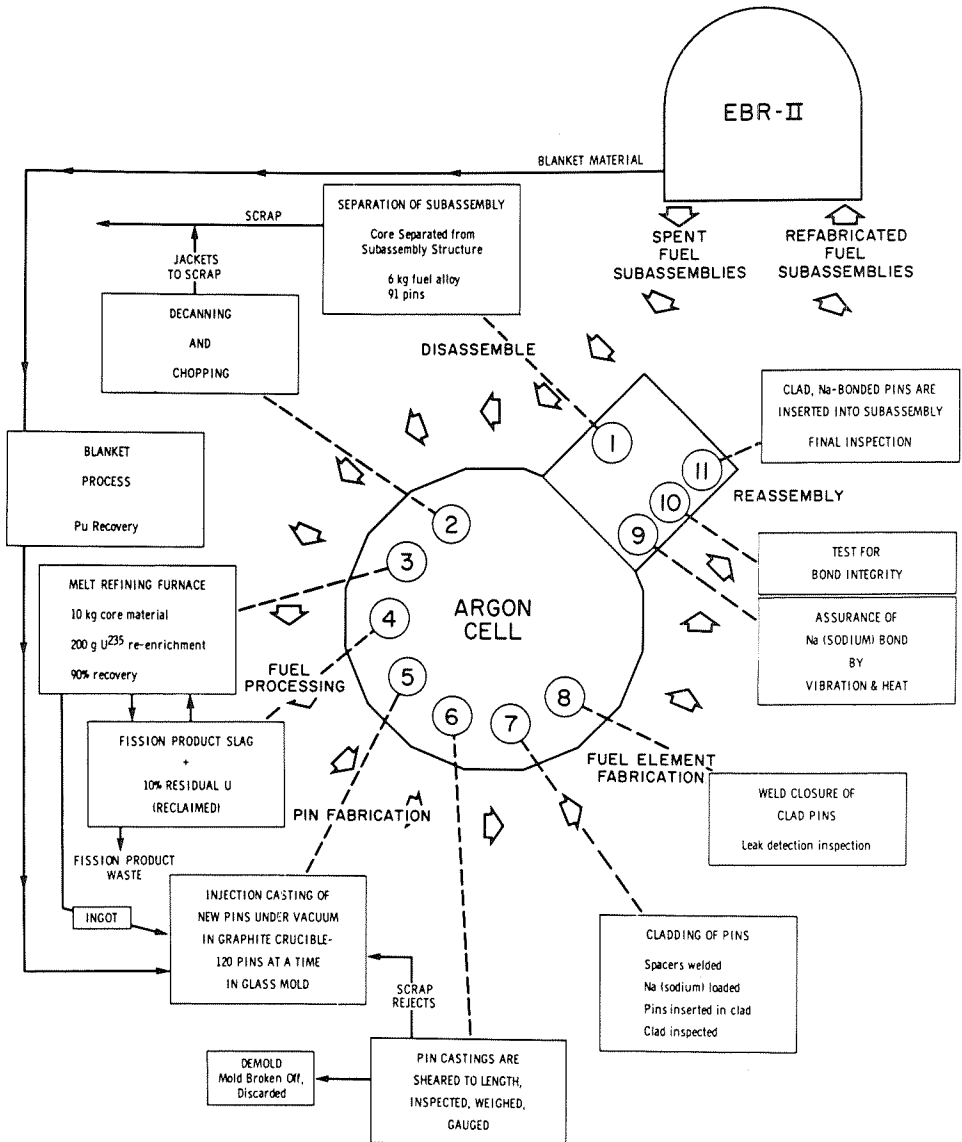 EBR-II
BLANKET MATERIAL
SPENT
FUEL
SUBASSEMBLIES
REFABRICATED
FUEL
SUBASSEMBLIES
SCRAP
SEPARATION OF SUBASSEMBLY
Core Separated from
Subassembly Structure
6 kg fuel alloy
91 pins
JACKETS
TO SCRAP
DECANNING
AND
CHOPPING
DISASSEMBLE
CLAD, Na-BONDED PINS ARE
INSERTED INTO SUBASSEMBLY
FINAL INSPECTION
BLANKET
PROCESS
Pu Recovery
1
11
10
9
REASSEMBLY
2
3
4
5
6
7
8
ARGON
CELL
TEST FOR
BOND INTEGRITY
MELT REFINING FURNACE
10 kg core material
200 g U235 re-enrichment
90% recovery
ASSURANCE OF
Na (SODIUM) BOND
BY
VIBRATION & HEAT
FUEL
PROCESSING
FISSION PRODUCT SLAG
+
10% RESIDUAL U
(RECLAIMED)
PIN FABRICATION
FUEL ELEMENT
FABRICATION
WELD CLOSURE OF
CLAD PINS
Leak detection inspection
FISSION PRODUCT
WASTE
INGOT
INJECTION CASTING OF
NEW PINS UNDER VACUUM
IN GRAPHITE CRUCIBLE-
120 PINS AT A TIME
IN GLASS MOLD
SCRAP
REJECTS
CLADDING OF PINS
Spacers welded
Na (sodium) loaded
Pins inserted in clad
Clad inspected
DEMOLD
Mold Broken Off,
Discarded
PIN CASTINGS ARE
SHEARED TO LENGTH,
INSPECTED, WEIGHED,
GAUGED